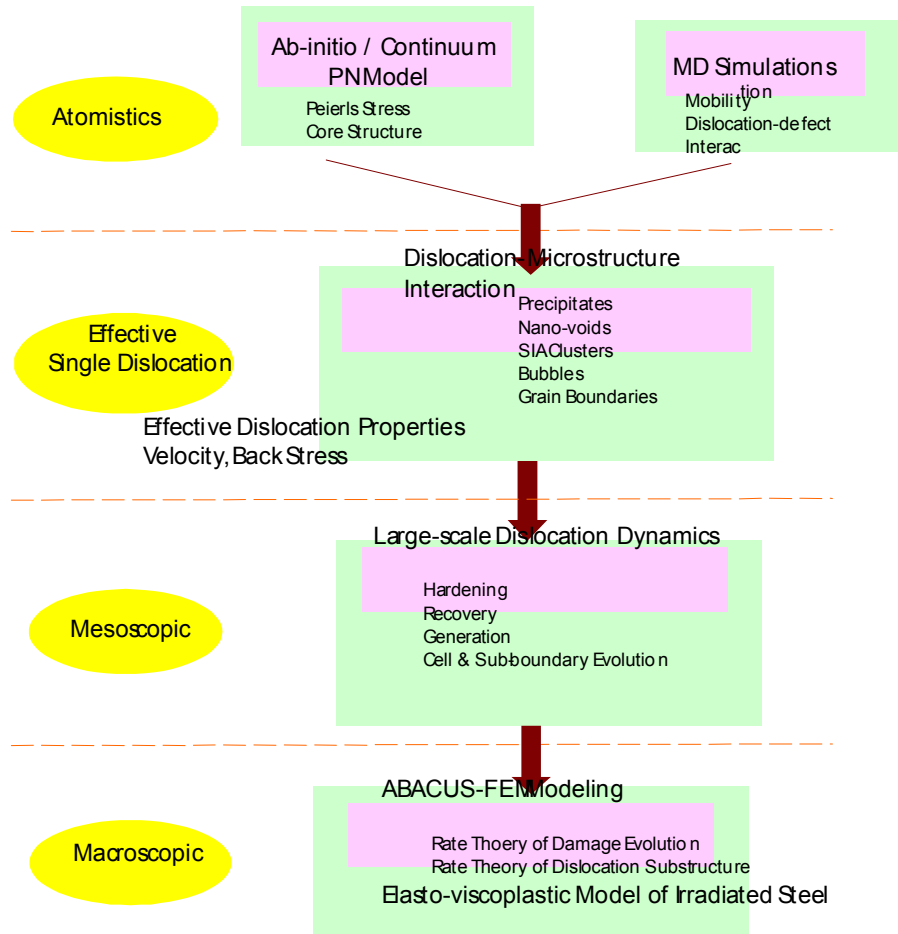 Ab-initio / Continuum
PN Model
Peierls Stress
Core Structure
MD Simulations
tion
Mobility
Dislocation-defect
Interac
Atomistics
Dislocation-Microstructure
Interaction
Precipitates
Nano-voids
SIA Clusters
Bubbles
Grain Boundaries
Effective
Single Dislocation
Effective Dislocation Properties
Velocity, Back Stress
Large-scale Dislocation Dynamics
Hardening
Recovery
Generation
Cell & Sub-boundary Evolution
Mesoscopic
ABACUS-FEM Modeling
Rate Thoery of Damage Evolution
Rate Theory of Dislocation Substructure
Elasto-viscoplastic Model of Irradiated Steel
Macroscopic